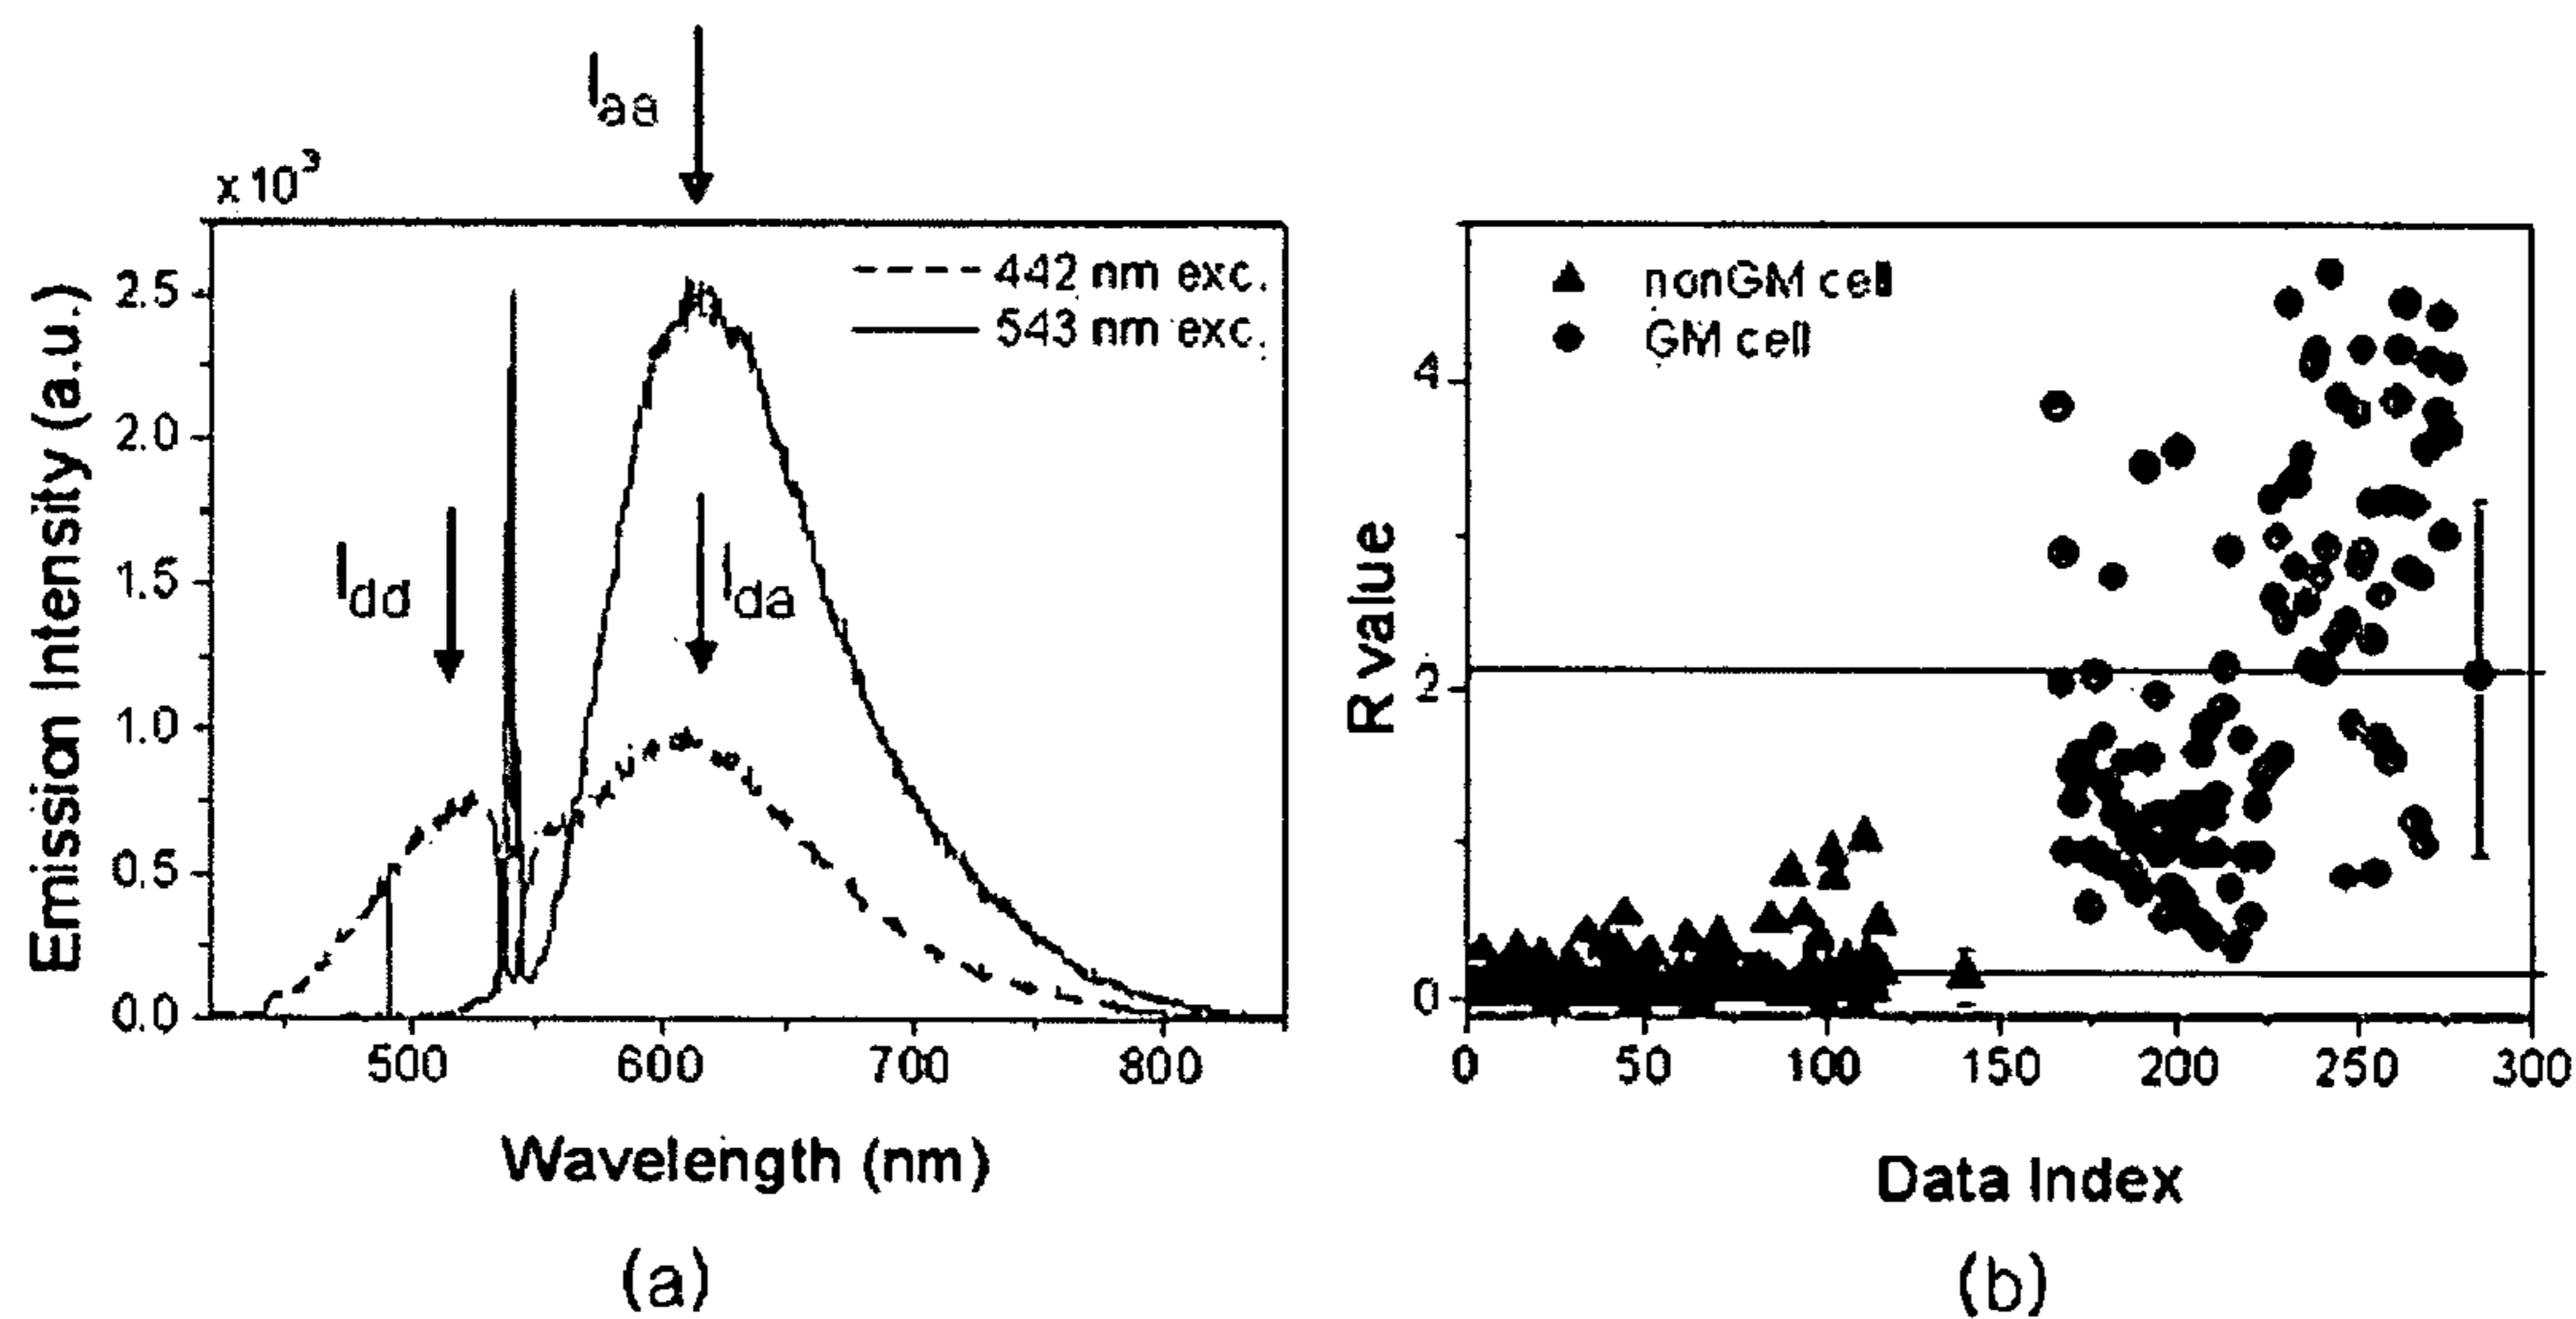 I_aa
x10³
442 nm exc.
543 nm exc.
I_dd
I_da
Emission Intensity (a.u.)
2.5
2.0
1.5
1.0
0.5
0.0
500 600 700 800
Wavelength (nm)
(a)
nonGM cell
GM cell
R value
4
2
0
0 50 100 150 200 250 300
Data Index
(b)